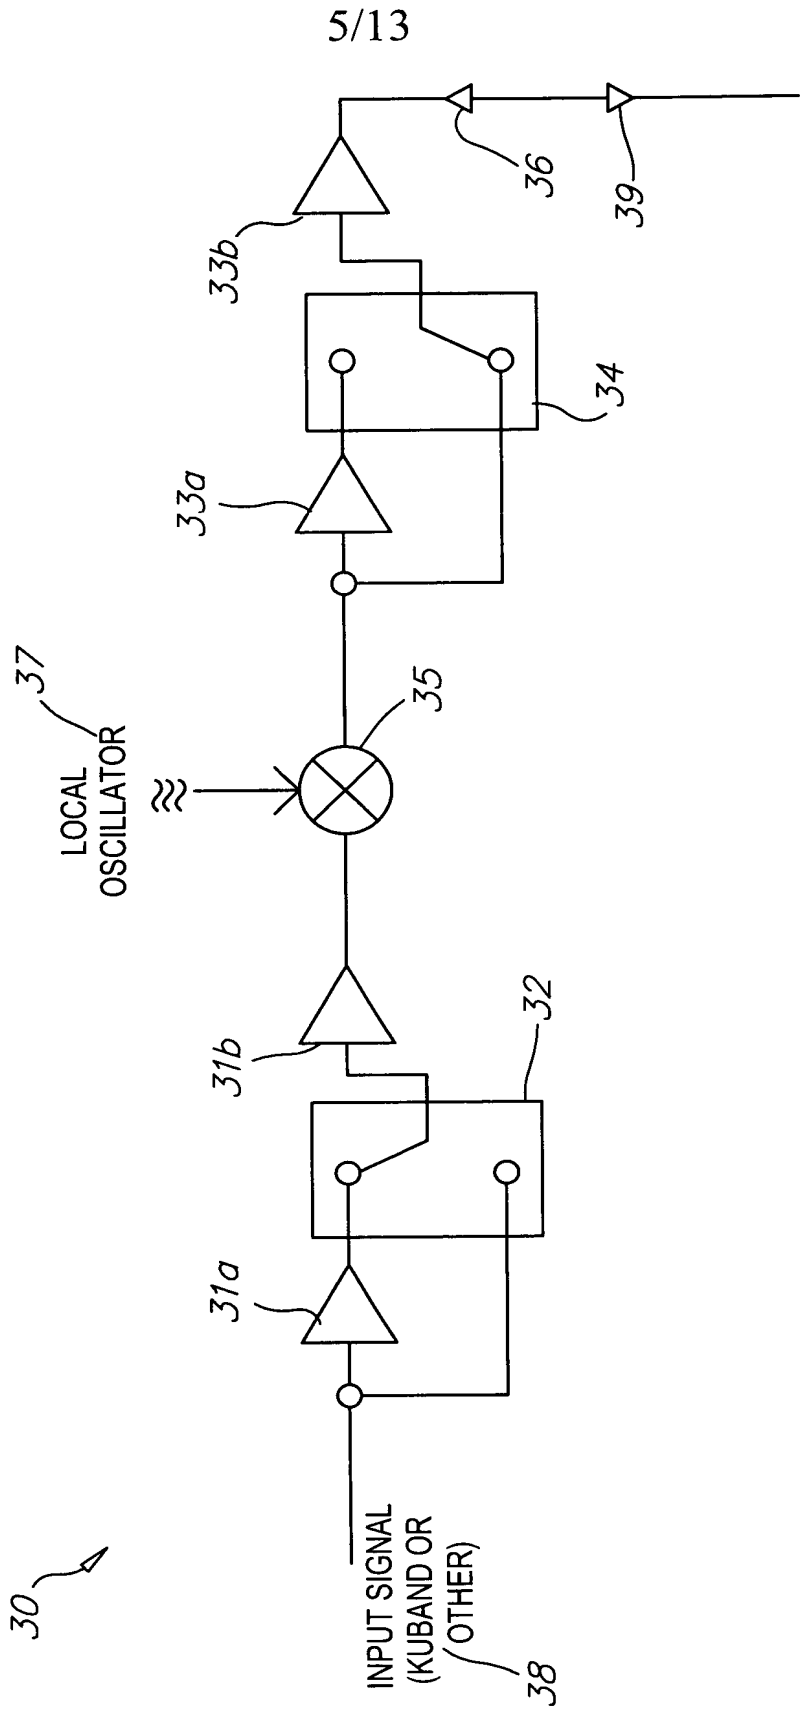 5/13
30
INPUT SIGNAL
(KUBAND OR
OTHER)
38
31a
31b
32
LOCAL
OSCILLATOR
37
35
33a
33b
34
36
39